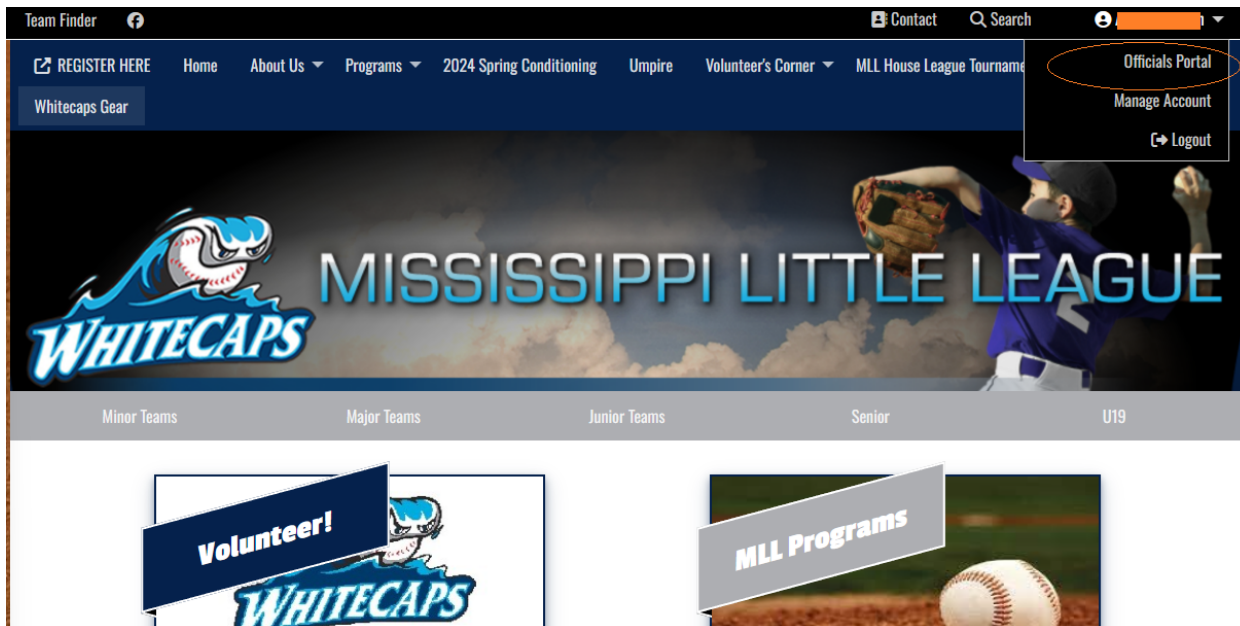 Team Finder
Contact
Search
REGISTER HERE
Home
About Us
Programs
2024 Spring Conditioning
Umpire
Volunteer's Corner
MLL House League Tourname
Officials Portal
Whitecaps Gear
Manage Account
Logout
WHITECAPS
MISSISSIPPI LITTLE LEAGUE
Minor Teams
Major Teams
Junior Teams
Senior
U19
Volunteer!
WHITECAPS
MLL Programs